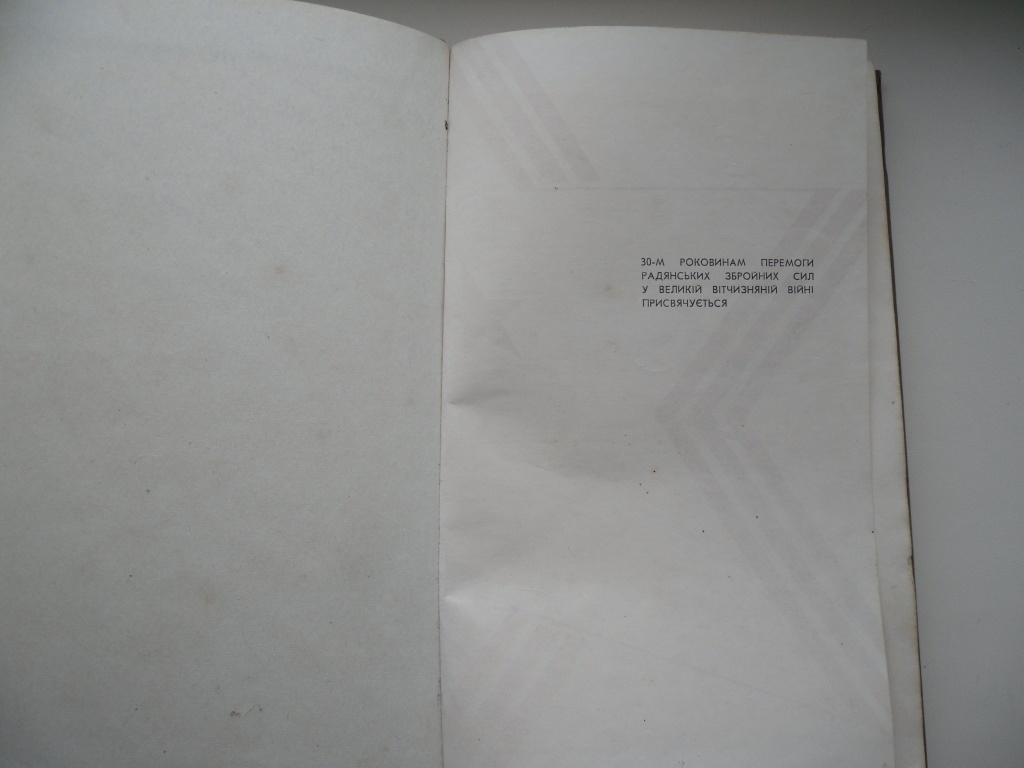 30-М РОКОВИНАМ ПЕРЕМОГИ
РАДЯНСЬКИХ ЗБРОЙНИХ СИЛ
У ВЕЛИКІЙ ВІТЧИЗНЯНІЙ ВІЙНІ
ПРИСВЯЧУЄТЬСЯ